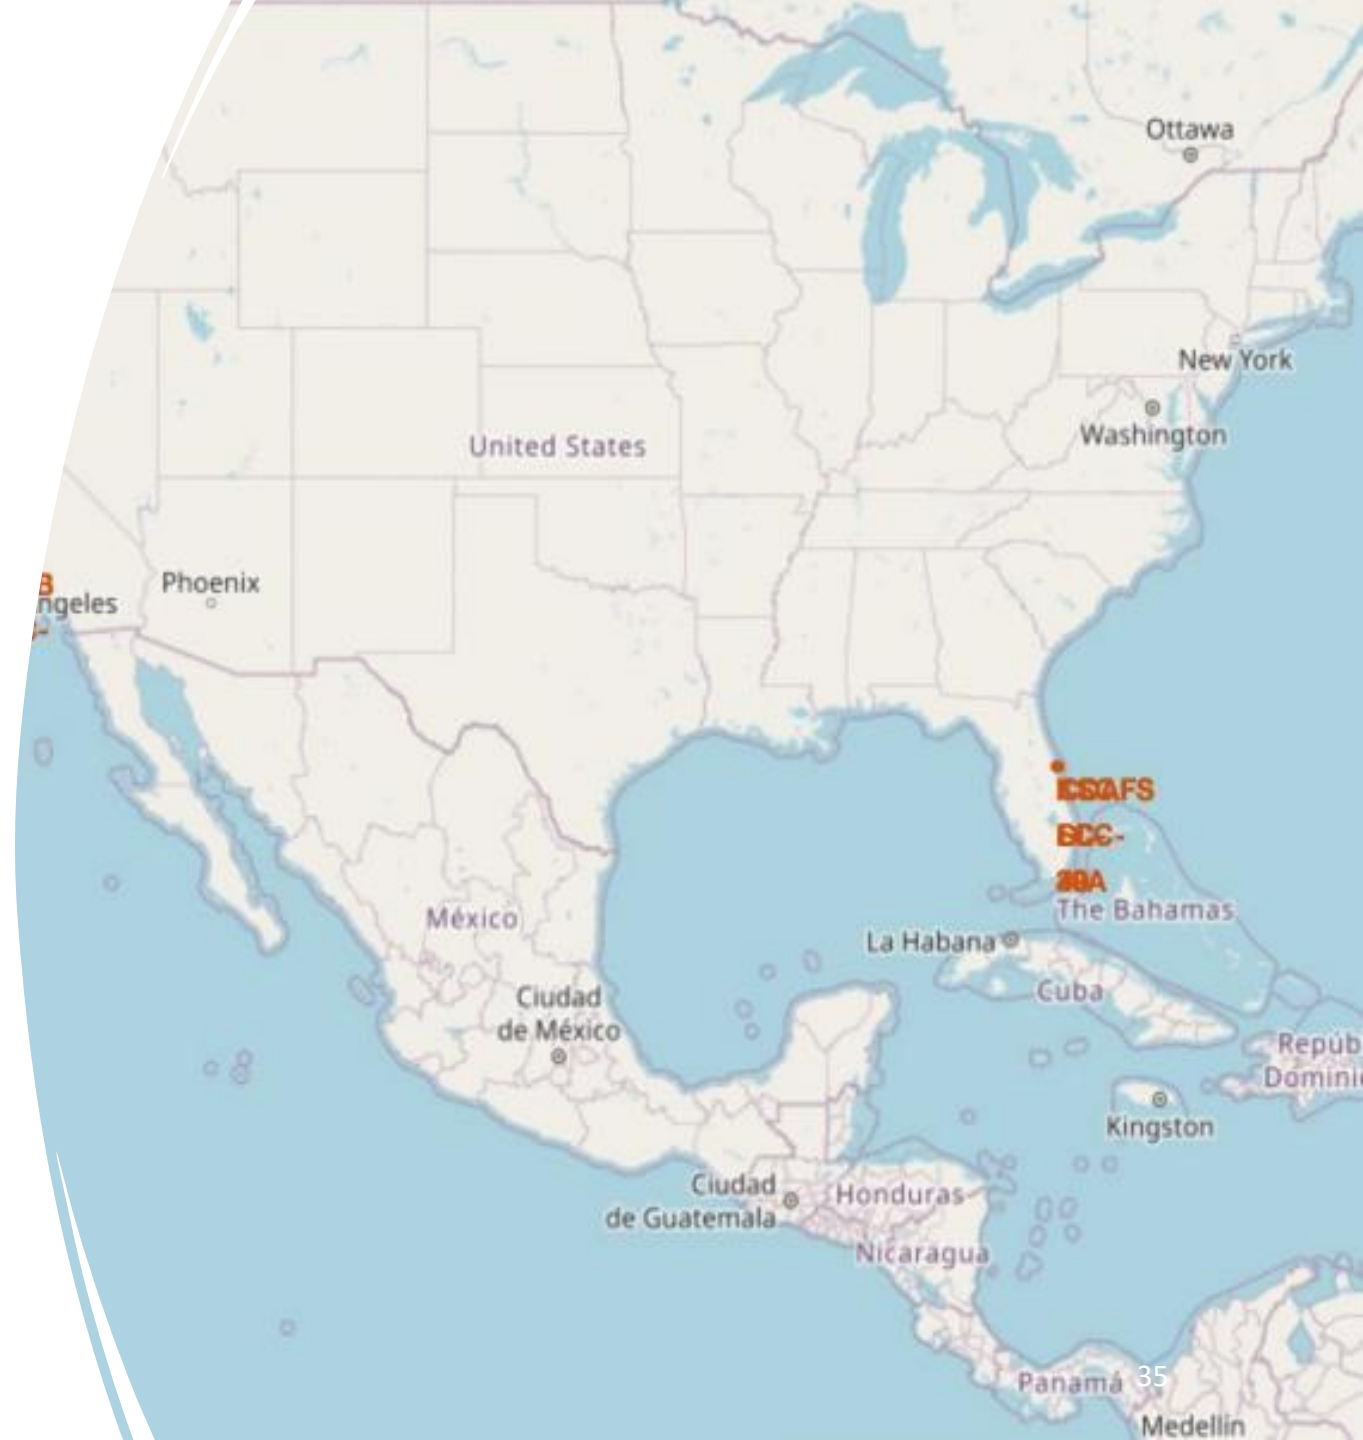 Ottawa
New York
Washington
United States
B
Phoenix
ngeles
The Bahamas
La Habana
México
Cuba
Ciudad
de México
Repúb
Dominic
Kingston
Ciudad
de Guatemala
Honduras
Nicaragua
35
Panamá
Medellín